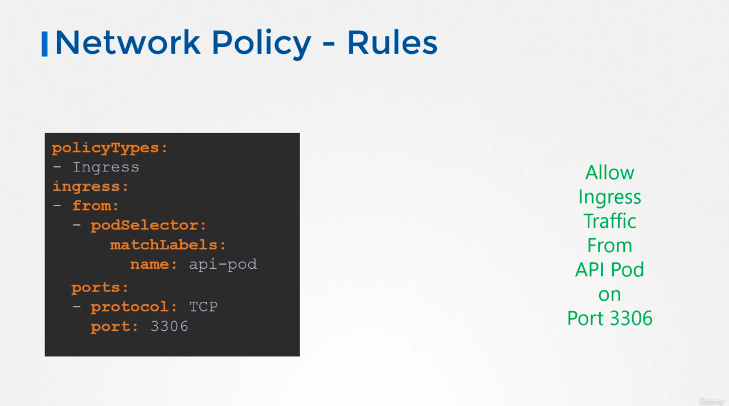 Network Policy - Rules
policyTypes:
- Ingress
ingress:
- from:
- podSelector:
matchLabels:
name: api-pod
ports:
- protocol: TCP
port: 3306
Allow
Ingress
Traffic
From
API Pod
on
Port 3306
Udemy